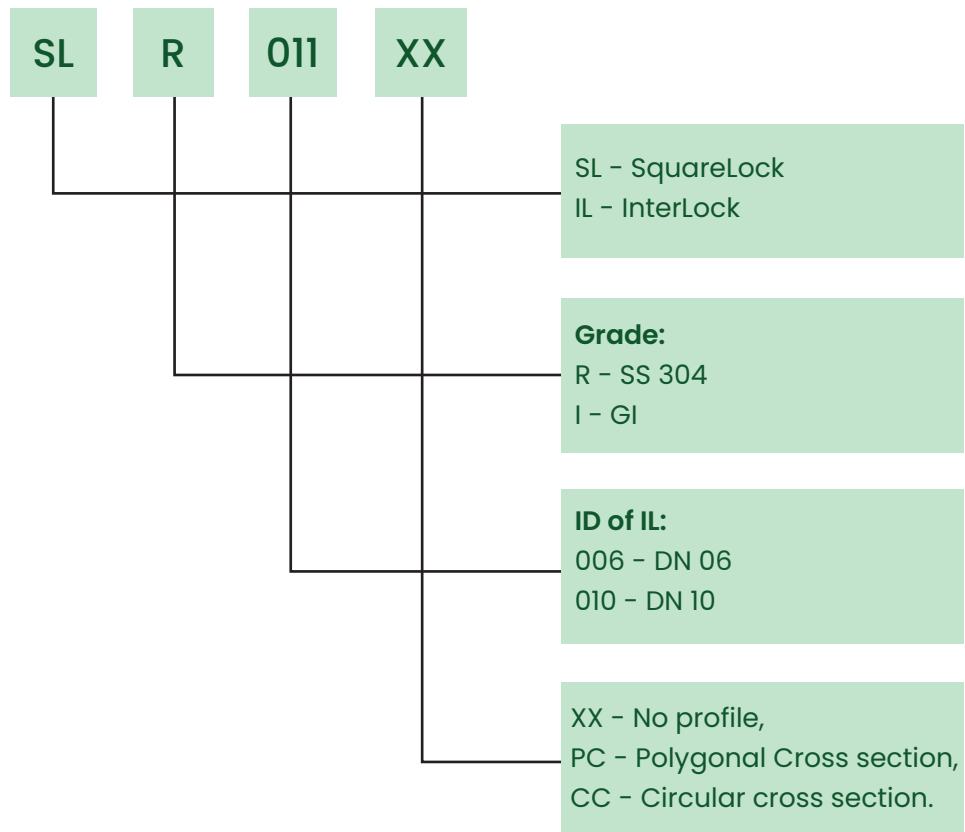 SL R 011 XX
SL - SquareLock
IL - InterLock
Grade:
R - SS 304
I - GI
ID of IL:
006 - DN 06
010 - DN 10
XX - No profile,
PC - Polygonal Cross section,
CC - Circular cross section.